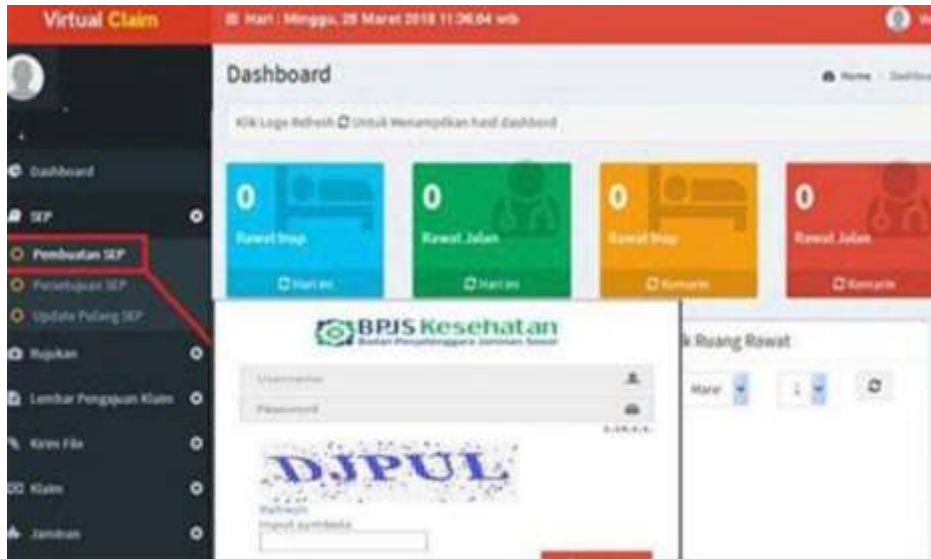 Virtual Claim
Hari : Minggu, 25 Maret 2018 11:36:04 wib
Dashboard
Home
Klik Logo Refresh Untuk Menampilkan hasil dashbord
Dashboard
SEP
Pembuatan SEP
Persetujuan SEP
Update Pulang SEP
Rujukan
Lembar Pengajuan Klaim
Kirim File
Klaim
Jaminan
0
Rawat Inap
Hari ini
0
Rawat Jalan
Hari ini
0
Rawat Inap
Kemarin
0
Rawat Jalan
Kemarin
k Ruang Rawat
Mare
1
BPJS Kesehatan
Badan Penyelenggara Jaminan Sosial
Username
Password
DJPUL
Refresh
Input symbols